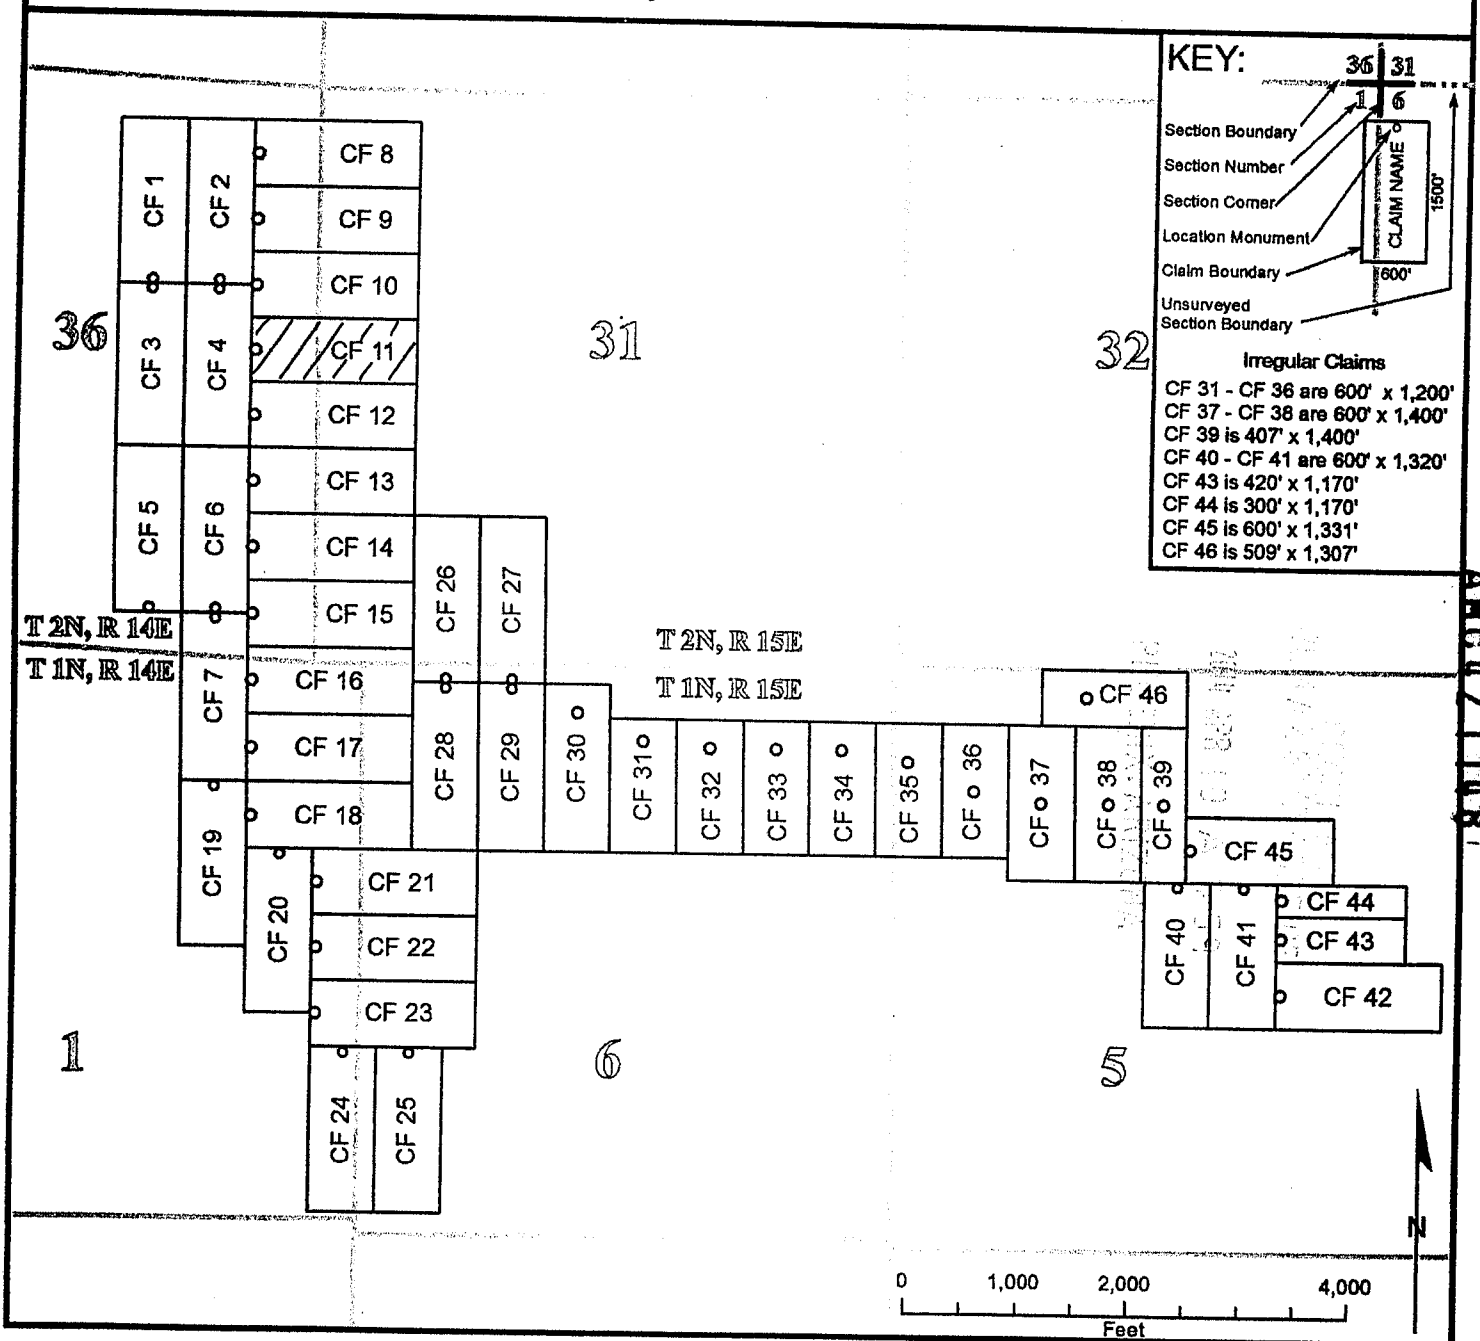 KEY:
36 31
1 6
Section Boundary
Section Number
Section Corner
Location Monument
Claim Boundary
Unsurveyed
Section Boundary
CLAIM NAME
1500'
600'
Irregular Claims
CF 31 - CF 36 are 600' x 1,200'
CF 37 - CF 38 are 600' x 1,400'
CF 39 is 407' x 1,400'
CF 40 - CF 41 are 600' x 1,320'
CF 43 is 420' x 1,170'
CF 44 is 300' x 1,170'
CF 45 is 600' x 1,331'
CF 46 is 509' x 1,307'
CF 1
CF 2
CF 8
CF 9
CF 10
36
CF 3
CF 4
CF 11
31
32
CF 12
CF 13
CF 5
CF 6
CF 14
CF 26
CF 27
CF 15
T 2N, R 14E
T 2N, R 15E
T 1N, R 14E
T 1N, R 15E
CF 7
CF 16
CF 46
CF 17
CF 28
CF 29
CF 30
CF 31
CF 32
CF 33
CF 34
CF 35
CF 36
CF 37
CF 38
CF 39
CF 18
CF 19
CF 45
CF 20
CF 21
CF 44
CF 22
CF 40
CF 41
CF 43
CF 23
CF 42
1
6
5
CF 24
CF 25
N
0 1,000 2,000 4,000
Feet